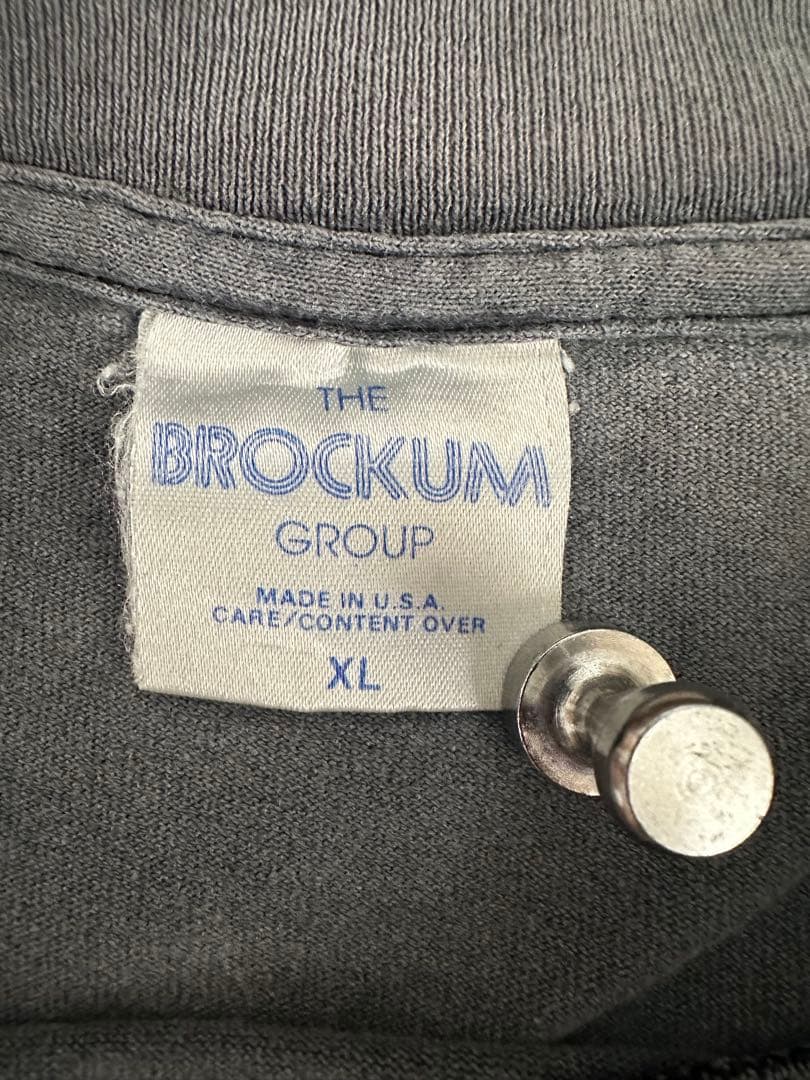 THE
BROCKUM
GROUP
MADE IN U.S.A.
CARE/CONTENT OVER
XL